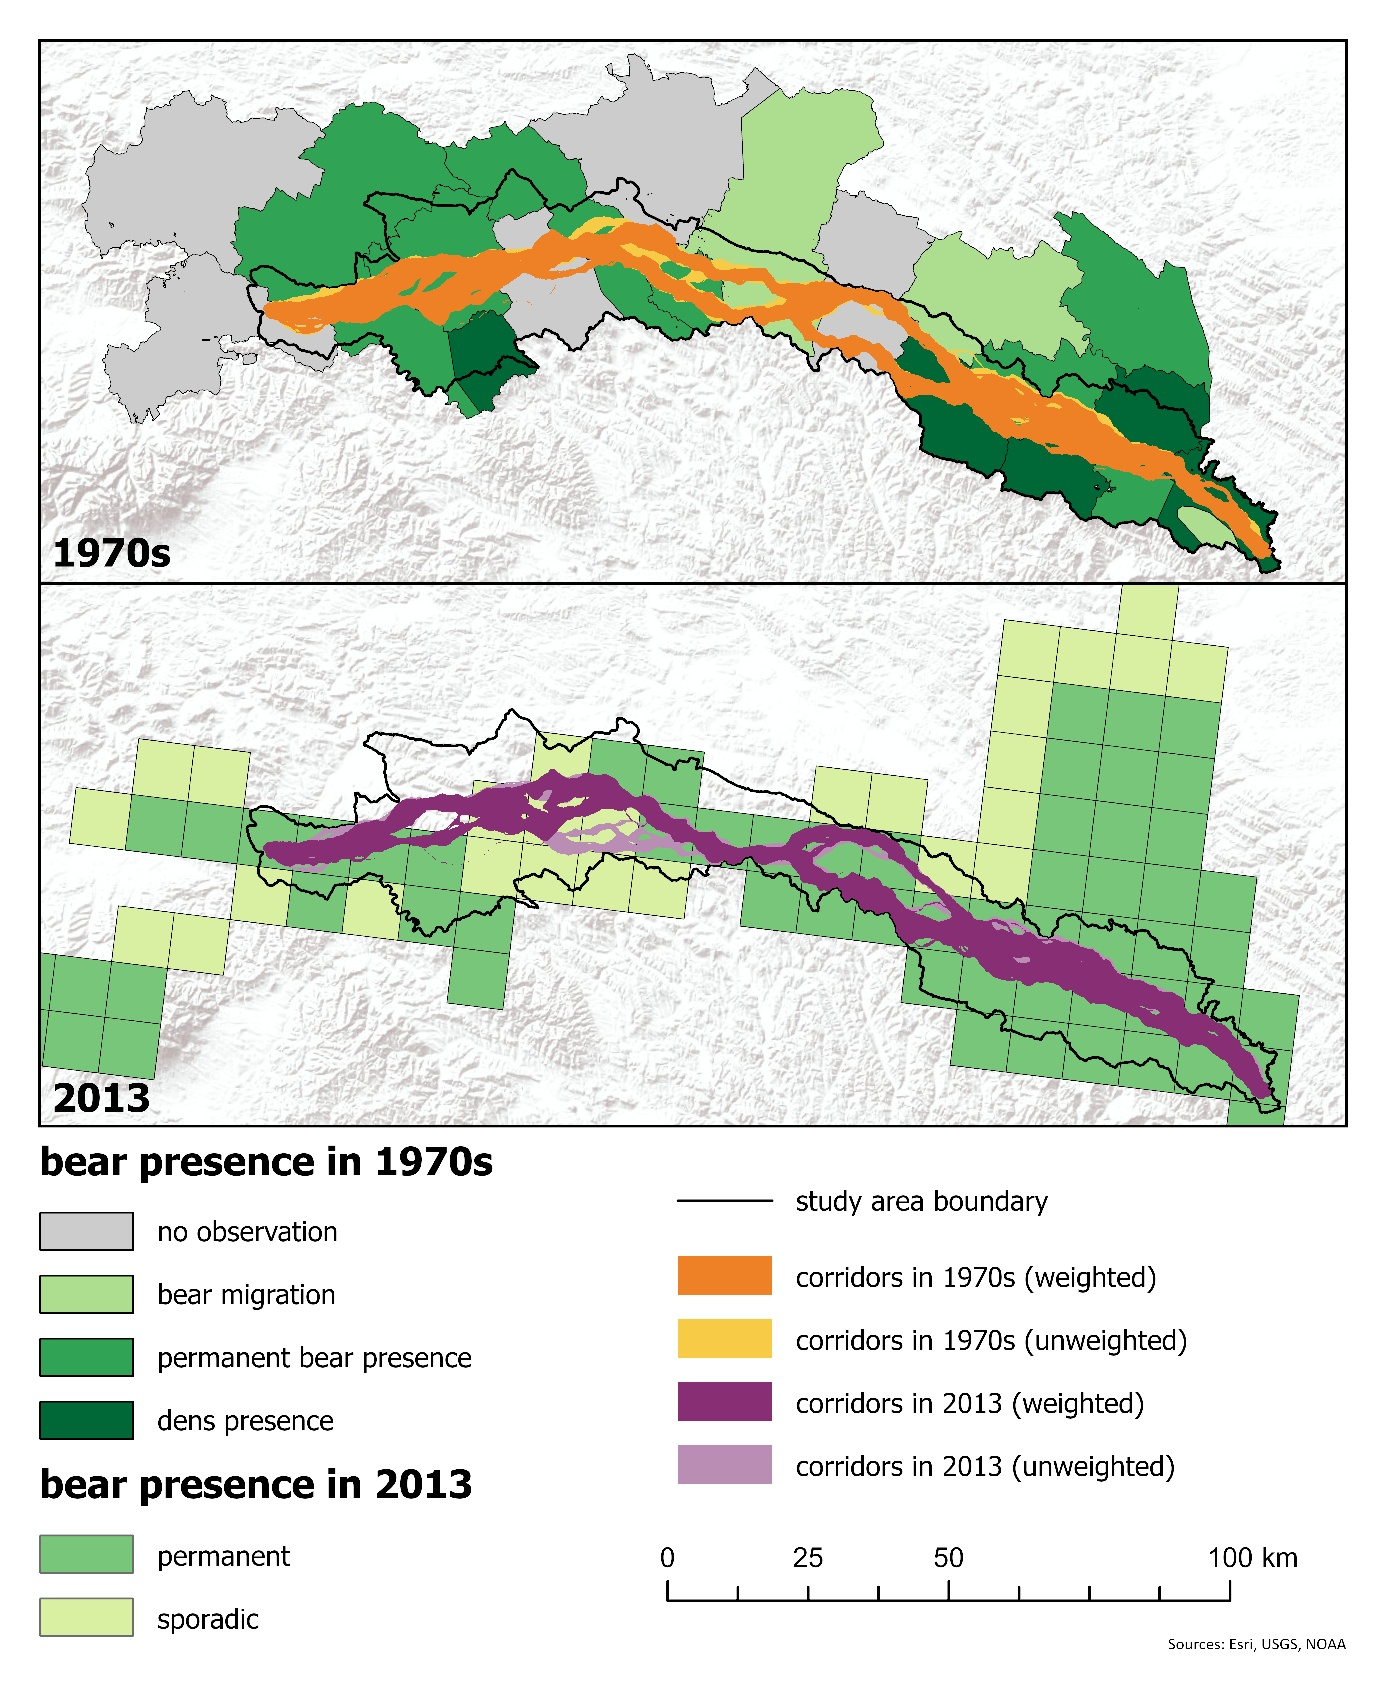 1970s
2013
bear presence in 1970s
no observation
bear migration
permanent bear presence
dens presence
bear presence in 2013
permanent
sporadic
study area boundary
corridors in 1970s (weighted)
corridors in 1970s (unweighted)
corridors in 2013 (weighted)
corridors in 2013 (unweighted)
0 25 50 100 km
Sources: Esri, USGS, NOAA